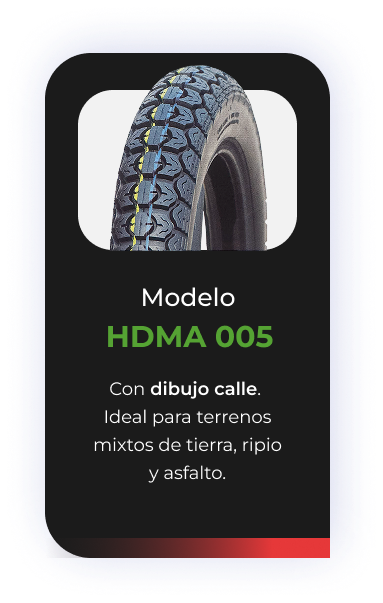 Modelo
HDMA 005
Con dibujo calle.
Ideal para terrenos
mixtos de tierra, ripio
y asfalto.